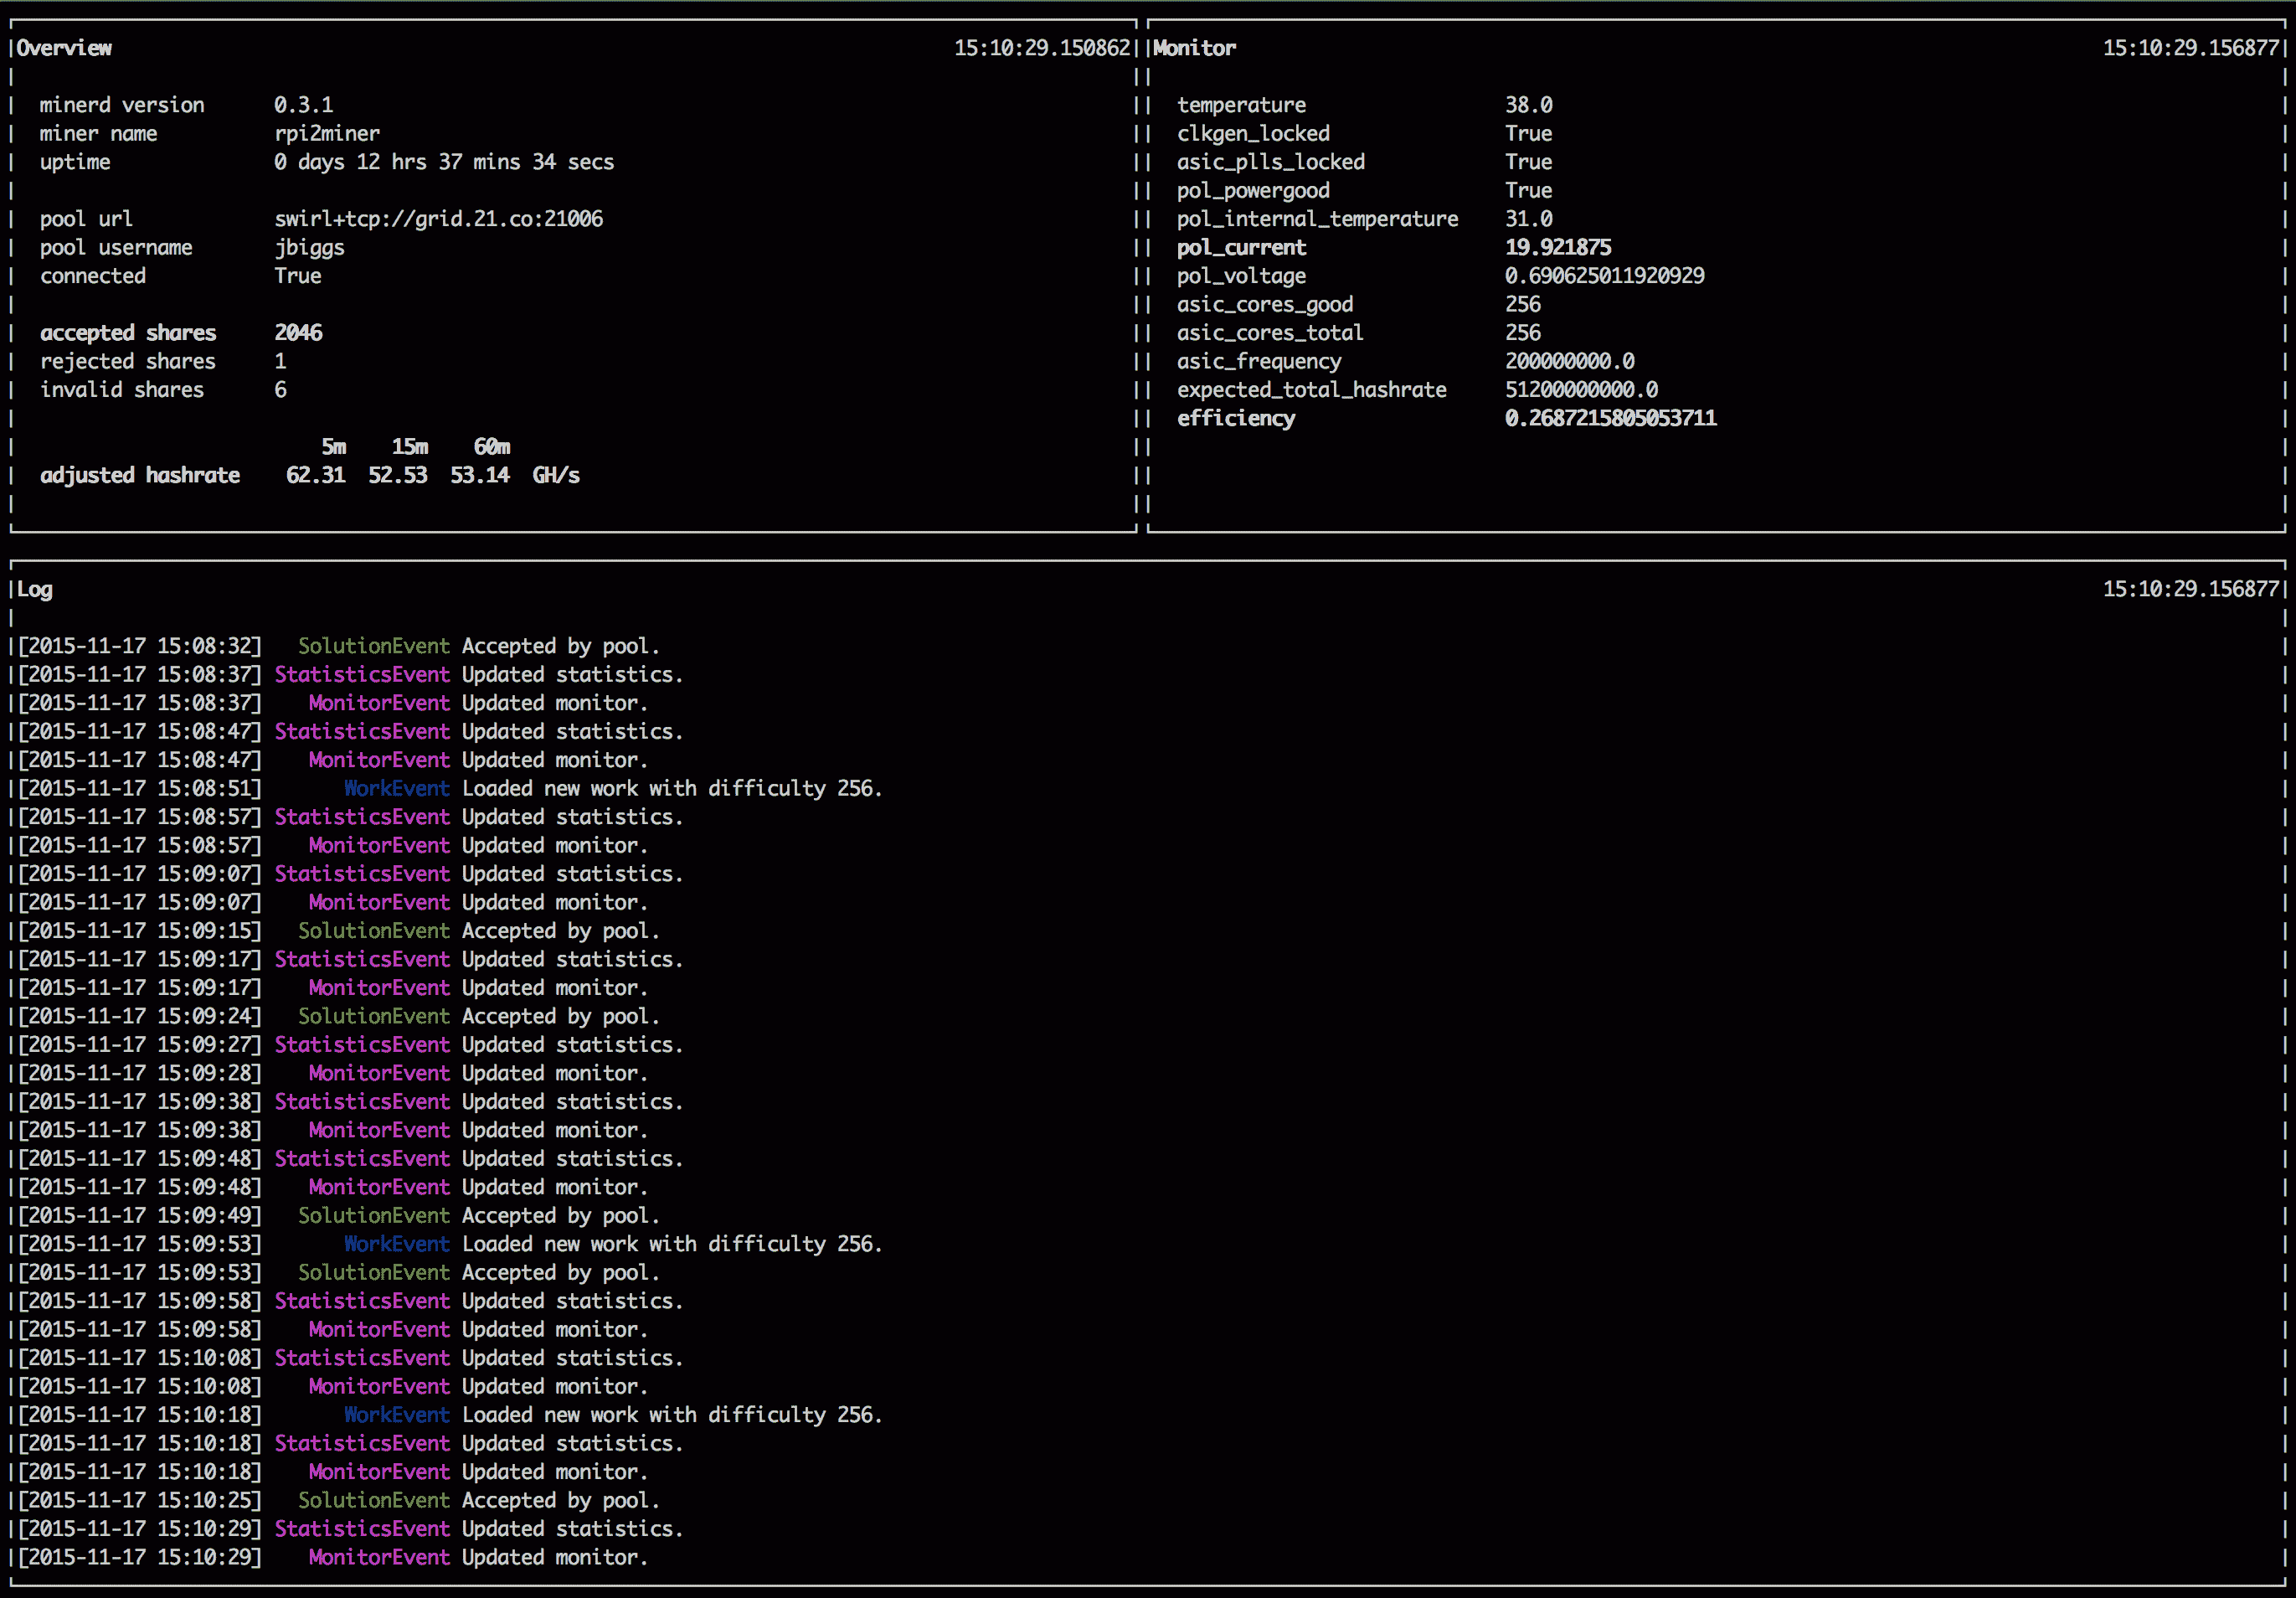 Overview 15:10:29.150862
minerd version 0.3.1
miner name rpi2miner
uptime 0 days 12 hrs 37 mins 34 secs
pool url swirl+tcp://grid.21.co:21006
pool username jbiggs
connected True
accepted shares 2046
rejected shares 1
invalid shares 6
5m 15m 60m
adjusted hashrate 62.31 52.53 53.14 GH/s
Monitor 15:10:29.156877
temperature 38.0
clkgen_locked True
asic_plls_locked True
pol_powergood True
pol_internal_temperature 31.0
pol_current 19.921875
pol_voltage 0.690625011920929
asic_cores_good 256
asic_cores_total 256
asic_frequency 200000000.0
expected_total_hashrate 51200000000.0
efficiency 0.2687215805053711
Log 15:10:29.156877
[2015-11-17 15:08:32] SolutionEvent Accepted by pool.
[2015-11-17 15:08:37] StatisticsEvent Updated statistics.
[2015-11-17 15:08:37] MonitorEvent Updated monitor.
[2015-11-17 15:08:47] StatisticsEvent Updated statistics.
[2015-11-17 15:08:47] MonitorEvent Updated monitor.
[2015-11-17 15:08:51] WorkEvent Loaded new work with difficulty 256.
[2015-11-17 15:08:57] StatisticsEvent Updated statistics.
[2015-11-17 15:08:57] MonitorEvent Updated monitor.
[2015-11-17 15:09:07] StatisticsEvent Updated statistics.
[2015-11-17 15:09:07] MonitorEvent Updated monitor.
[2015-11-17 15:09:15] SolutionEvent Accepted by pool.
[2015-11-17 15:09:17] StatisticsEvent Updated statistics.
[2015-11-17 15:09:17] MonitorEvent Updated monitor.
[2015-11-17 15:09:24] SolutionEvent Accepted by pool.
[2015-11-17 15:09:27] StatisticsEvent Updated statistics.
[2015-11-17 15:09:28] MonitorEvent Updated monitor.
[2015-11-17 15:09:38] StatisticsEvent Updated statistics.
[2015-11-17 15:09:38] MonitorEvent Updated monitor.
[2015-11-17 15:09:48] StatisticsEvent Updated statistics.
[2015-11-17 15:09:48] MonitorEvent Updated monitor.
[2015-11-17 15:09:49] SolutionEvent Accepted by pool.
[2015-11-17 15:09:53] WorkEvent Loaded new work with difficulty 256.
[2015-11-17 15:09:53] SolutionEvent Accepted by pool.
[2015-11-17 15:09:58] StatisticsEvent Updated statistics.
[2015-11-17 15:09:58] MonitorEvent Updated monitor.
[2015-11-17 15:10:08] StatisticsEvent Updated statistics.
[2015-11-17 15:10:08] MonitorEvent Updated monitor.
[2015-11-17 15:10:18] WorkEvent Loaded new work with difficulty 256.
[2015-11-17 15:10:18] StatisticsEvent Updated statistics.
[2015-11-17 15:10:18] MonitorEvent Updated monitor.
[2015-11-17 15:10:25] SolutionEvent Accepted by pool.
[2015-11-17 15:10:29] StatisticsEvent Updated statistics.
[2015-11-17 15:10:29] MonitorEvent Updated monitor.